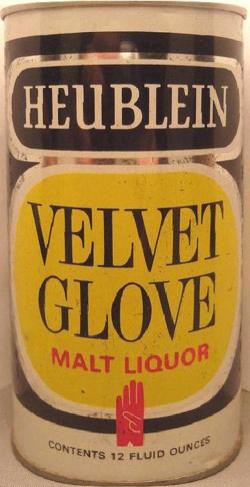 HEUBLEIN
VELVET
GLOVE
MALT LIQUOR
CONTENTS 12 FLUID OUNCES